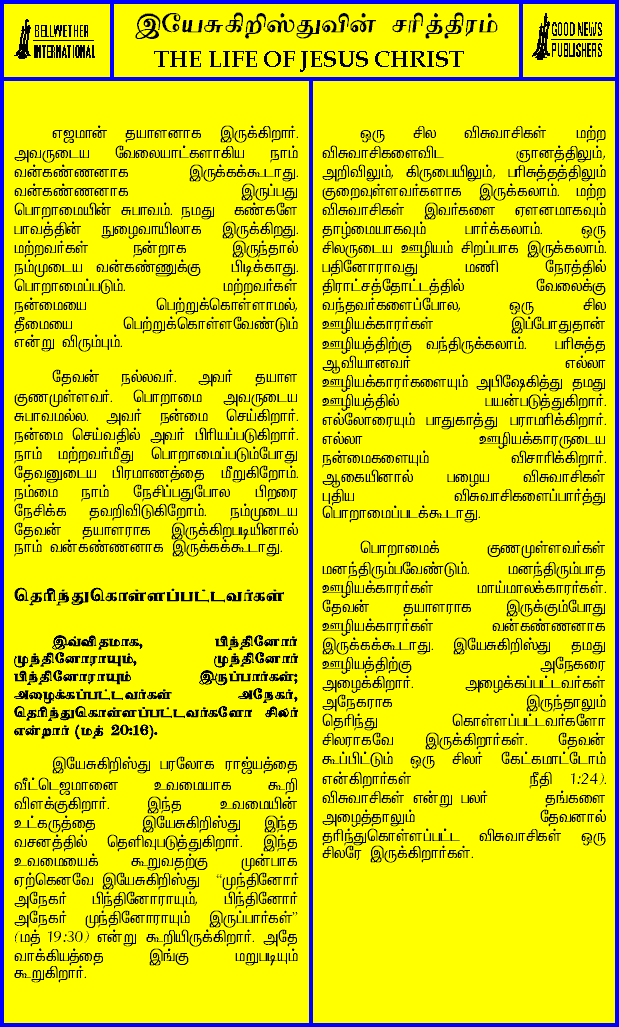 BELLWETHER
INTERNATIONAL
இயேசுகிறிஸ்துவின் சரித்திரம்
THE LIFE OF JESUS CHRIST
GOOD NEWS
PUBLISHERS
எஜமான் தயாளனாக இருக்கிறார்.
அவருடைய வேலையாட்களாகிய நாம்
வன்கண்ணனாக இருக்கக்கூடாது.
வன்கண்ணனாக இருப்பது
பொறாமையின் சுபாவம். நமது கண்களே
பாவத்தின் நுழைவாயிலாக இருக்கிறது.
மற்றவர்கள் நன்றாக இருந்தால்
நம்முடைய வன்கண்ணுக்கு பிடிக்காது.
பொறாமைப்படும். மற்றவர்கள்
நன்மையை பெற்றுக்கொள்ளாமல்,
தீமையை பெற்றுக்கொள்ளவேண்டும்
என்று விரும்பும்.
தேவன் நல்லவர். அவர் தயாள
குணமுள்ளவர். பொறாமை அவருடைய
சுபாவமல்ல. அவர் நன்மை செய்கிறார்.
நன்மை செய்வதில் அவர் பிரியப்படுகிறார்.
நாம் மற்றவர்மீது பொறாமைப்படும்போது
தேவனுடைய பிரமாணத்தை மீறுகிறோம்.
நம்மை நாம் நேசிப்பதுபோல பிறரை
நேசிக்க தவறிவிடுகிறோம். நம்முடைய
தேவன் தயாளராக இருக்கிறபடியினால்
நாம் வன்கண்ணனாக இருக்கக்கூடாது.
தெரிந்துகொள்ளப்பட்டவர்கள்
இவ்விதமாக, பிந்தினோர்
முந்தினோராயும், முந்தினோர்
பிந்தினோராயும் இருப்பார்கள்;
அழைக்கப்பட்டவர்கள் அநேகர்,
தெரிந்துகொள்ளப்பட்டவர்களோ சிலர்
என்றார் (மத் 20:16).
இயேசுகிறிஸ்து பரலோக ராஜ்யத்தை
வீட்டெஜமானை உவமையாக கூறி
விளக்குகிறார். இந்த உவமையின்
உட்கருத்தை இயேசுகிறிஸ்து இந்த
வசனத்தில் தெளிவுபடுத்துகிறார். இந்த
உவமையைக் கூறுவதற்கு முன்பாக
ஏற்கெனவே இயேசுகிறிஸ்து “முந்தினோர்
அநேகர் பிந்தினோராயும், பிந்தினோர்
அநேகர் முந்தினோராயும் இருப்பார்கள்”
(மத் 19:30) என்று கூறியிருக்கிறார். அதே
வாக்கியத்தை இங்கு மறுபடியும்
கூறுகிறார்.
ஒரு சில விசுவாசிகள் மற்ற
விசுவாசிகளைவிட ஞானத்திலும்,
அறிவிலும், கிருபையிலும், பரிசுத்தத்திலும்
குறைவுள்ளவர்களாக இருக்கலாம். மற்ற
விசுவாசிகள் இவர்களை ஏளனமாகவும்
தாழ்மையாகவும் பார்க்கலாம். ஒரு
சிலருடைய ஊழியம் சிறப்பாக இருக்கலாம்.
பதினோராவது மணி நேரத்தில்
திராட்சத்தோட்டத்தில் வேலைக்கு
வந்தவர்களைப்போல, ஒரு சில
ஊழியக்காரர்கள் இப்போதுதான்
ஊழியத்திற்கு வந்திருக்கலாம். பரிசுத்த
ஆவியானவர் எல்லா
ஊழியக்காரர்களையும் அபிஷேகித்து தமது
ஊழியத்தில் பயன்படுத்துகிறார்.
எல்லோரையும் பாதுகாத்து பராமரிக்கிறார்.
எல்லா ஊழியக்காரருடைய
நன்மைகளையும் விசாரிக்கிறார்.
ஆகையினால் பழைய விசுவாசிகள்
புதிய விசுவாசிகளைப்பார்த்து
பொறாமைப்படக்கூடாது.
பொறாமைக் குணமுள்ளவர்கள்
மனந்திரும்பவேண்டும். மனந்திரும்பாத
ஊழியக்காரர்கள் மாய்மாலக்காரர்கள்.
தேவன் தயாளராக இருக்கும்போது
ஊழியக்காரர்கள் வன்கண்ணனாக
இருக்கக்கூடாது. இயேசுகிறிஸ்து தமது
ஊழியத்திற்கு அநேகரை
அழைக்கிறார். அழைக்கப்பட்டவர்கள்
அநேகராக இருந்தாலும்
தெரிந்து கொள்ளப்பட்டவர்களோ
சிலராகவே இருக்கிறார்கள். தேவன்
கூப்பிட்டும் ஒரு சிலர் கேட்கமாட்டோம்
என்கிறார்கள் நீதி 1:24).
விசுவாசிகள் என்று பலர் தங்களை
அழைத்தாலும் தேவனால்
தரிந்துகொள்ளப்பட்ட விசுவாசிகள் ஒரு
சிலரே இருக்கிறார்கள்.